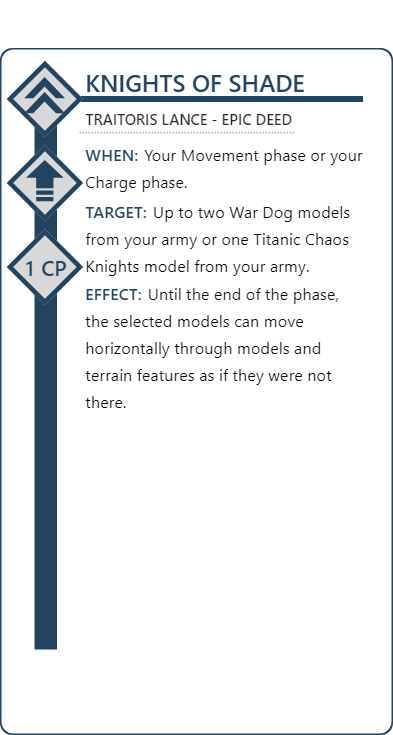 KNIGHTS OF SHADE
TRAITORIS LANCE - EPIC DEED
WHEN: Your Movement phase or your
Charge phase.
TARGET: Up to two War Dog models
from your army or one Titanic Chaos
1 CP
Knights model from your army.
EFFECT: Until the end of the phase,
the selected models can move
horizontally through models and
terrain features as if they were not
there.